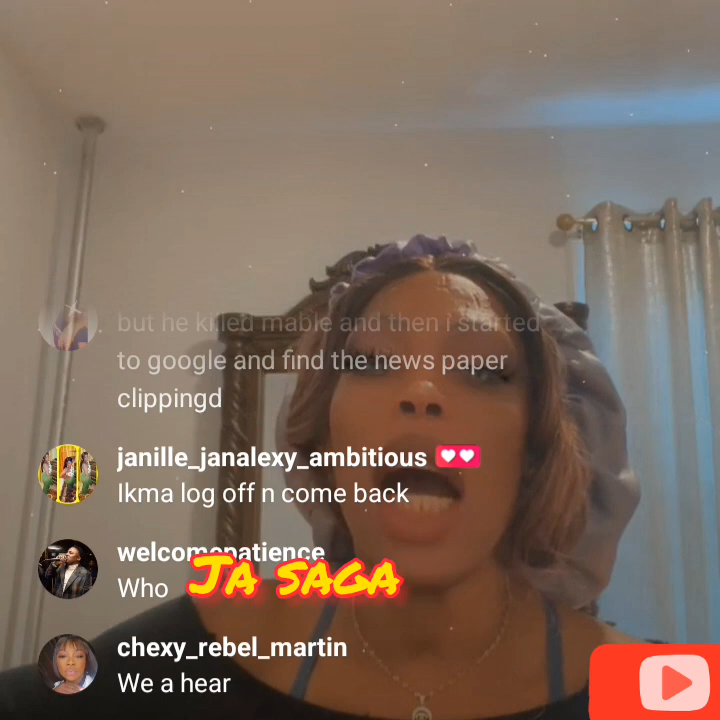 but he killed mable and then i started
to google and find the news paper
clippingd
janille_janalexy_ambitious
Ikma log off n come back
welcomepatience
Who
Ja saga
chexy_rebel_martin
We a hear